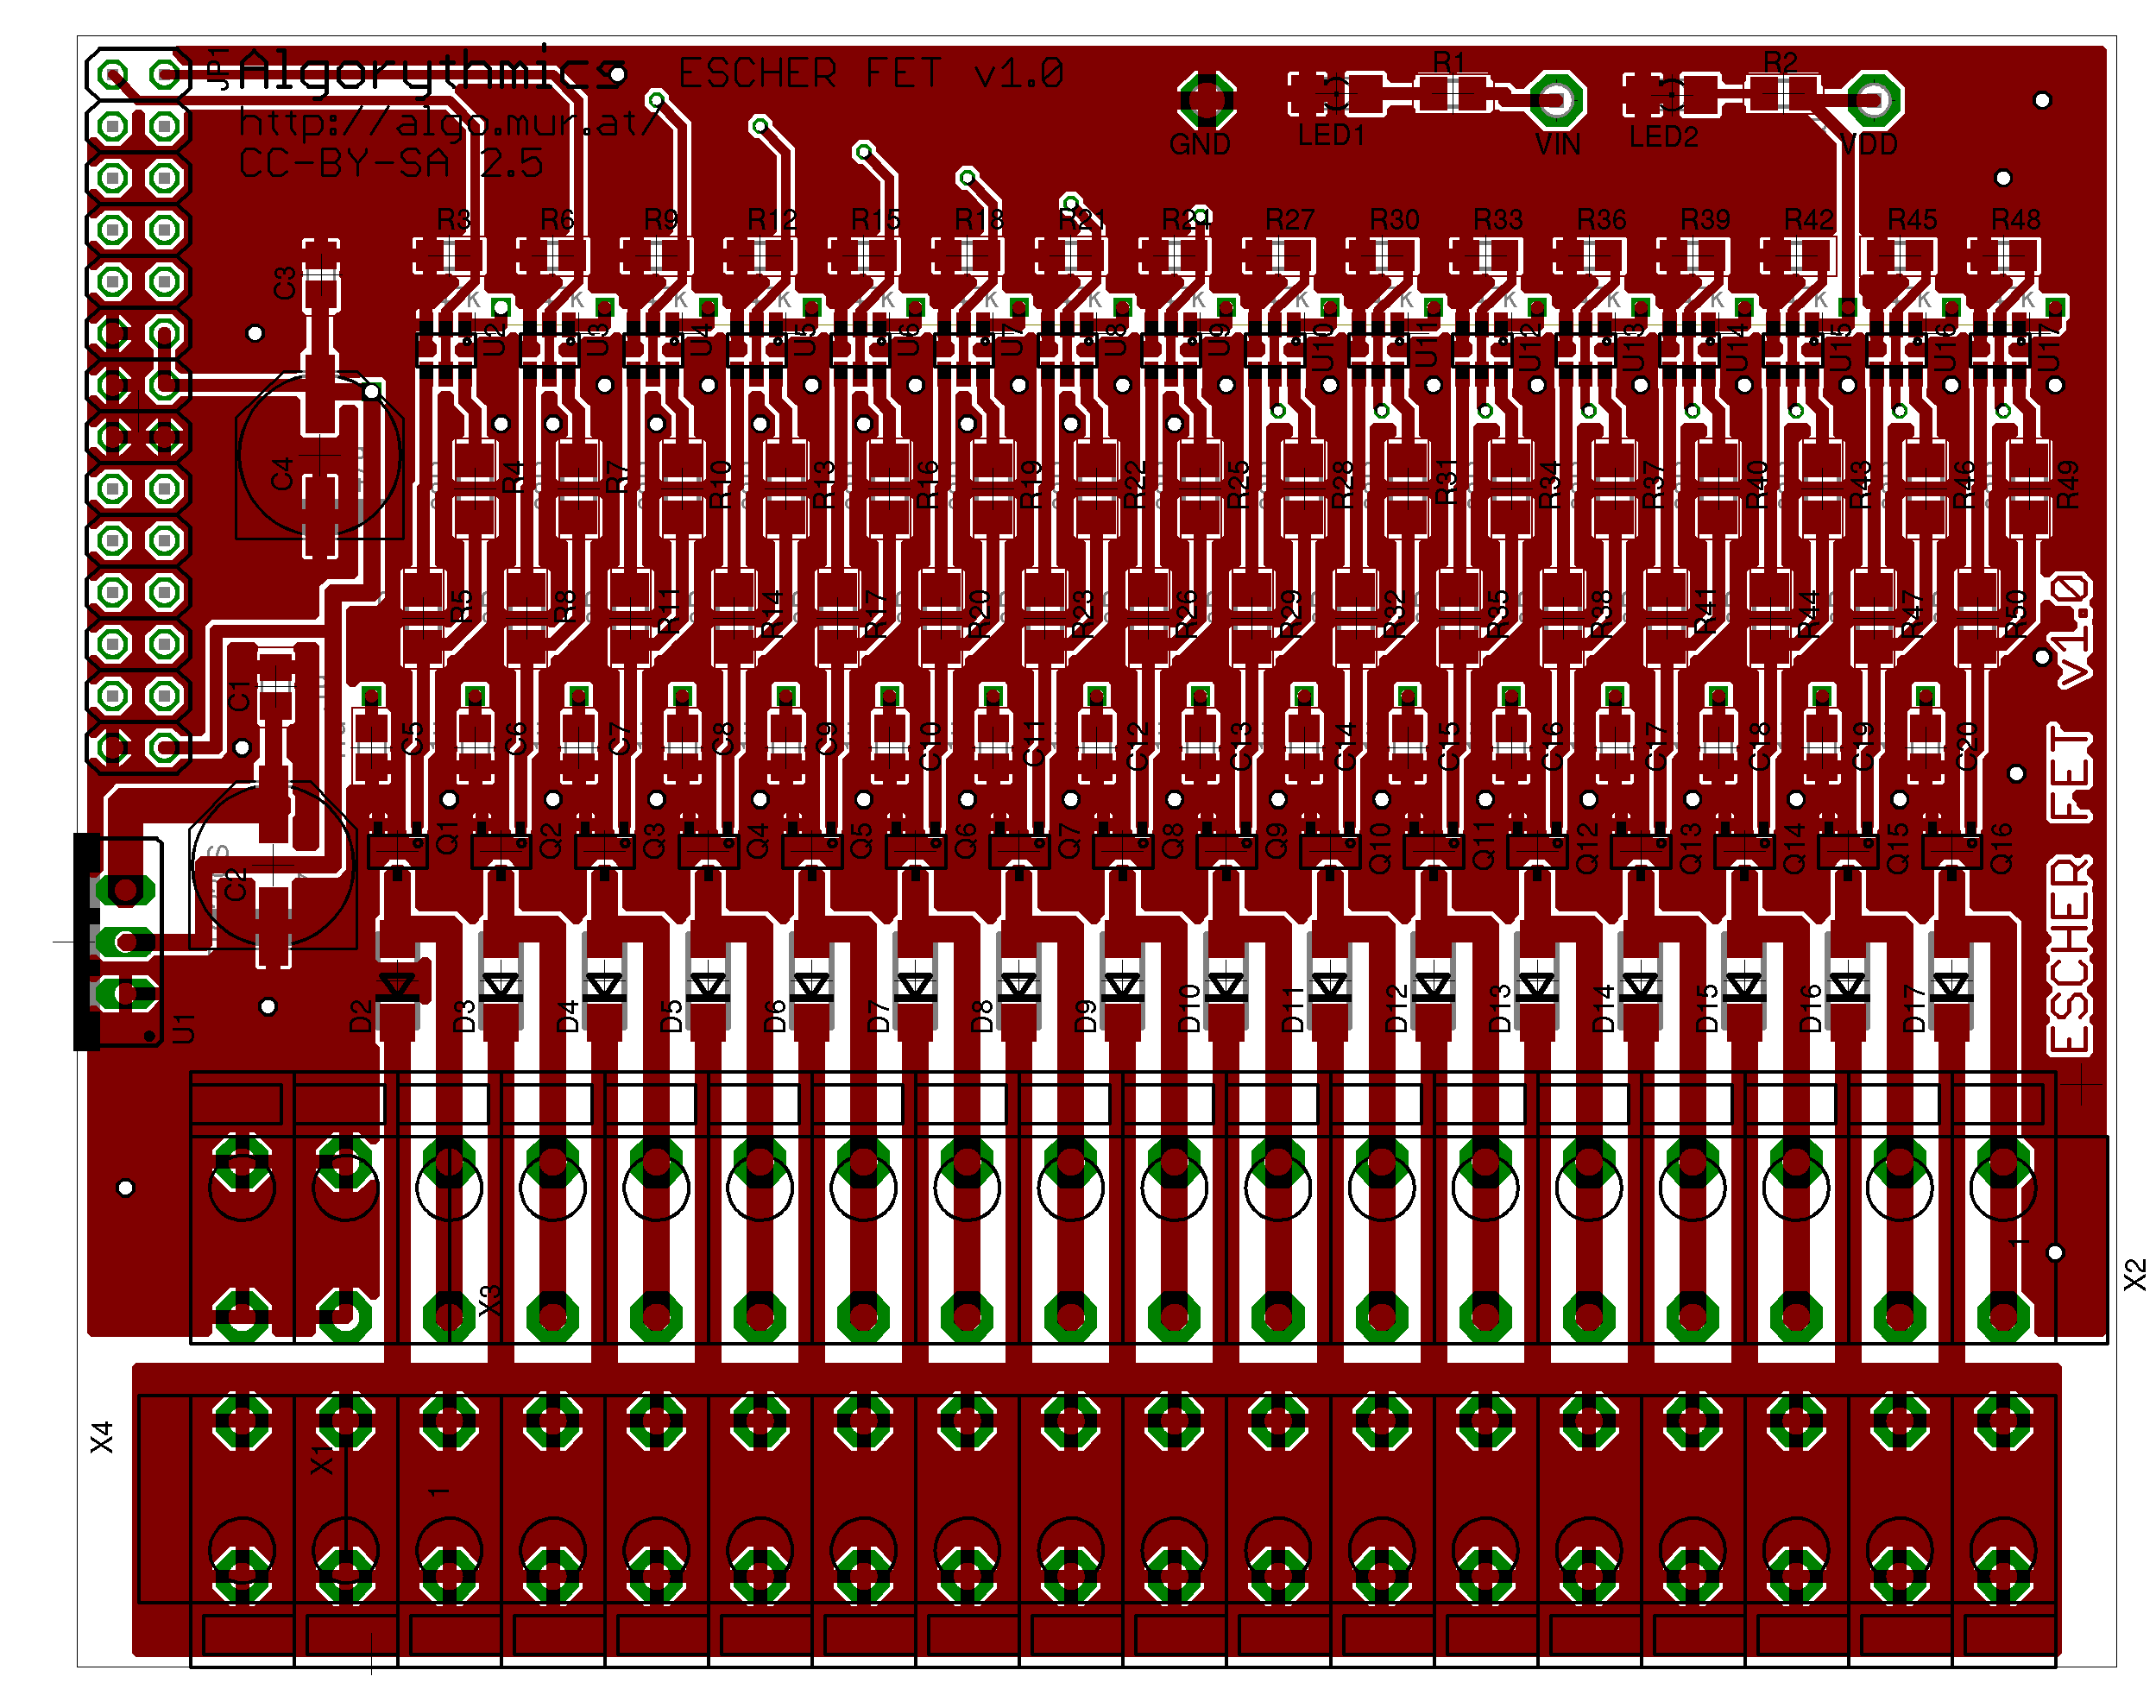 JP1
Algorythmics
ESCHER FET v1.0
http://algo.mur.at/
CC-BY-SA 2.5
GND
LED1
R1
VIN
LED2
R2
VDD
R3 R6 R9 R12 R15 R18 R21 R24 R27 R30 R33 R36 R39 R42 R45 R48
C3
K K K K K K K K K K K K K K K K
U2 U3 U4 U5 U6 U7 U8 U9 U10 U11 U12 U13 U14 U15 U16 U17
C4
R4 R7 R10 R13 R16 R19 R22 R25 R28 R31 R34 R37 R40 R43 R46 R49
R5 R8 R11 R14 R17 R20 R23 R26 R29 R32 R35 R38 R41 R44 R47 R50
C1
C5 C6 C7 C8 C9 C10 C11 C12 C13 C14 C15 C16 C17 C18 C19 C20
C2
Q1 Q2 Q3 Q4 Q5 Q6 Q7 Q8 Q9 Q10 Q11 Q12 Q13 Q14 Q15 Q16
ESCHER FET v1.0
U1
D2 D3 D4 D5 D6 D7 D8 D9 D10 D11 D12 D13 D14 D15 D16 D17
1
X3
X2
X4
X1
1